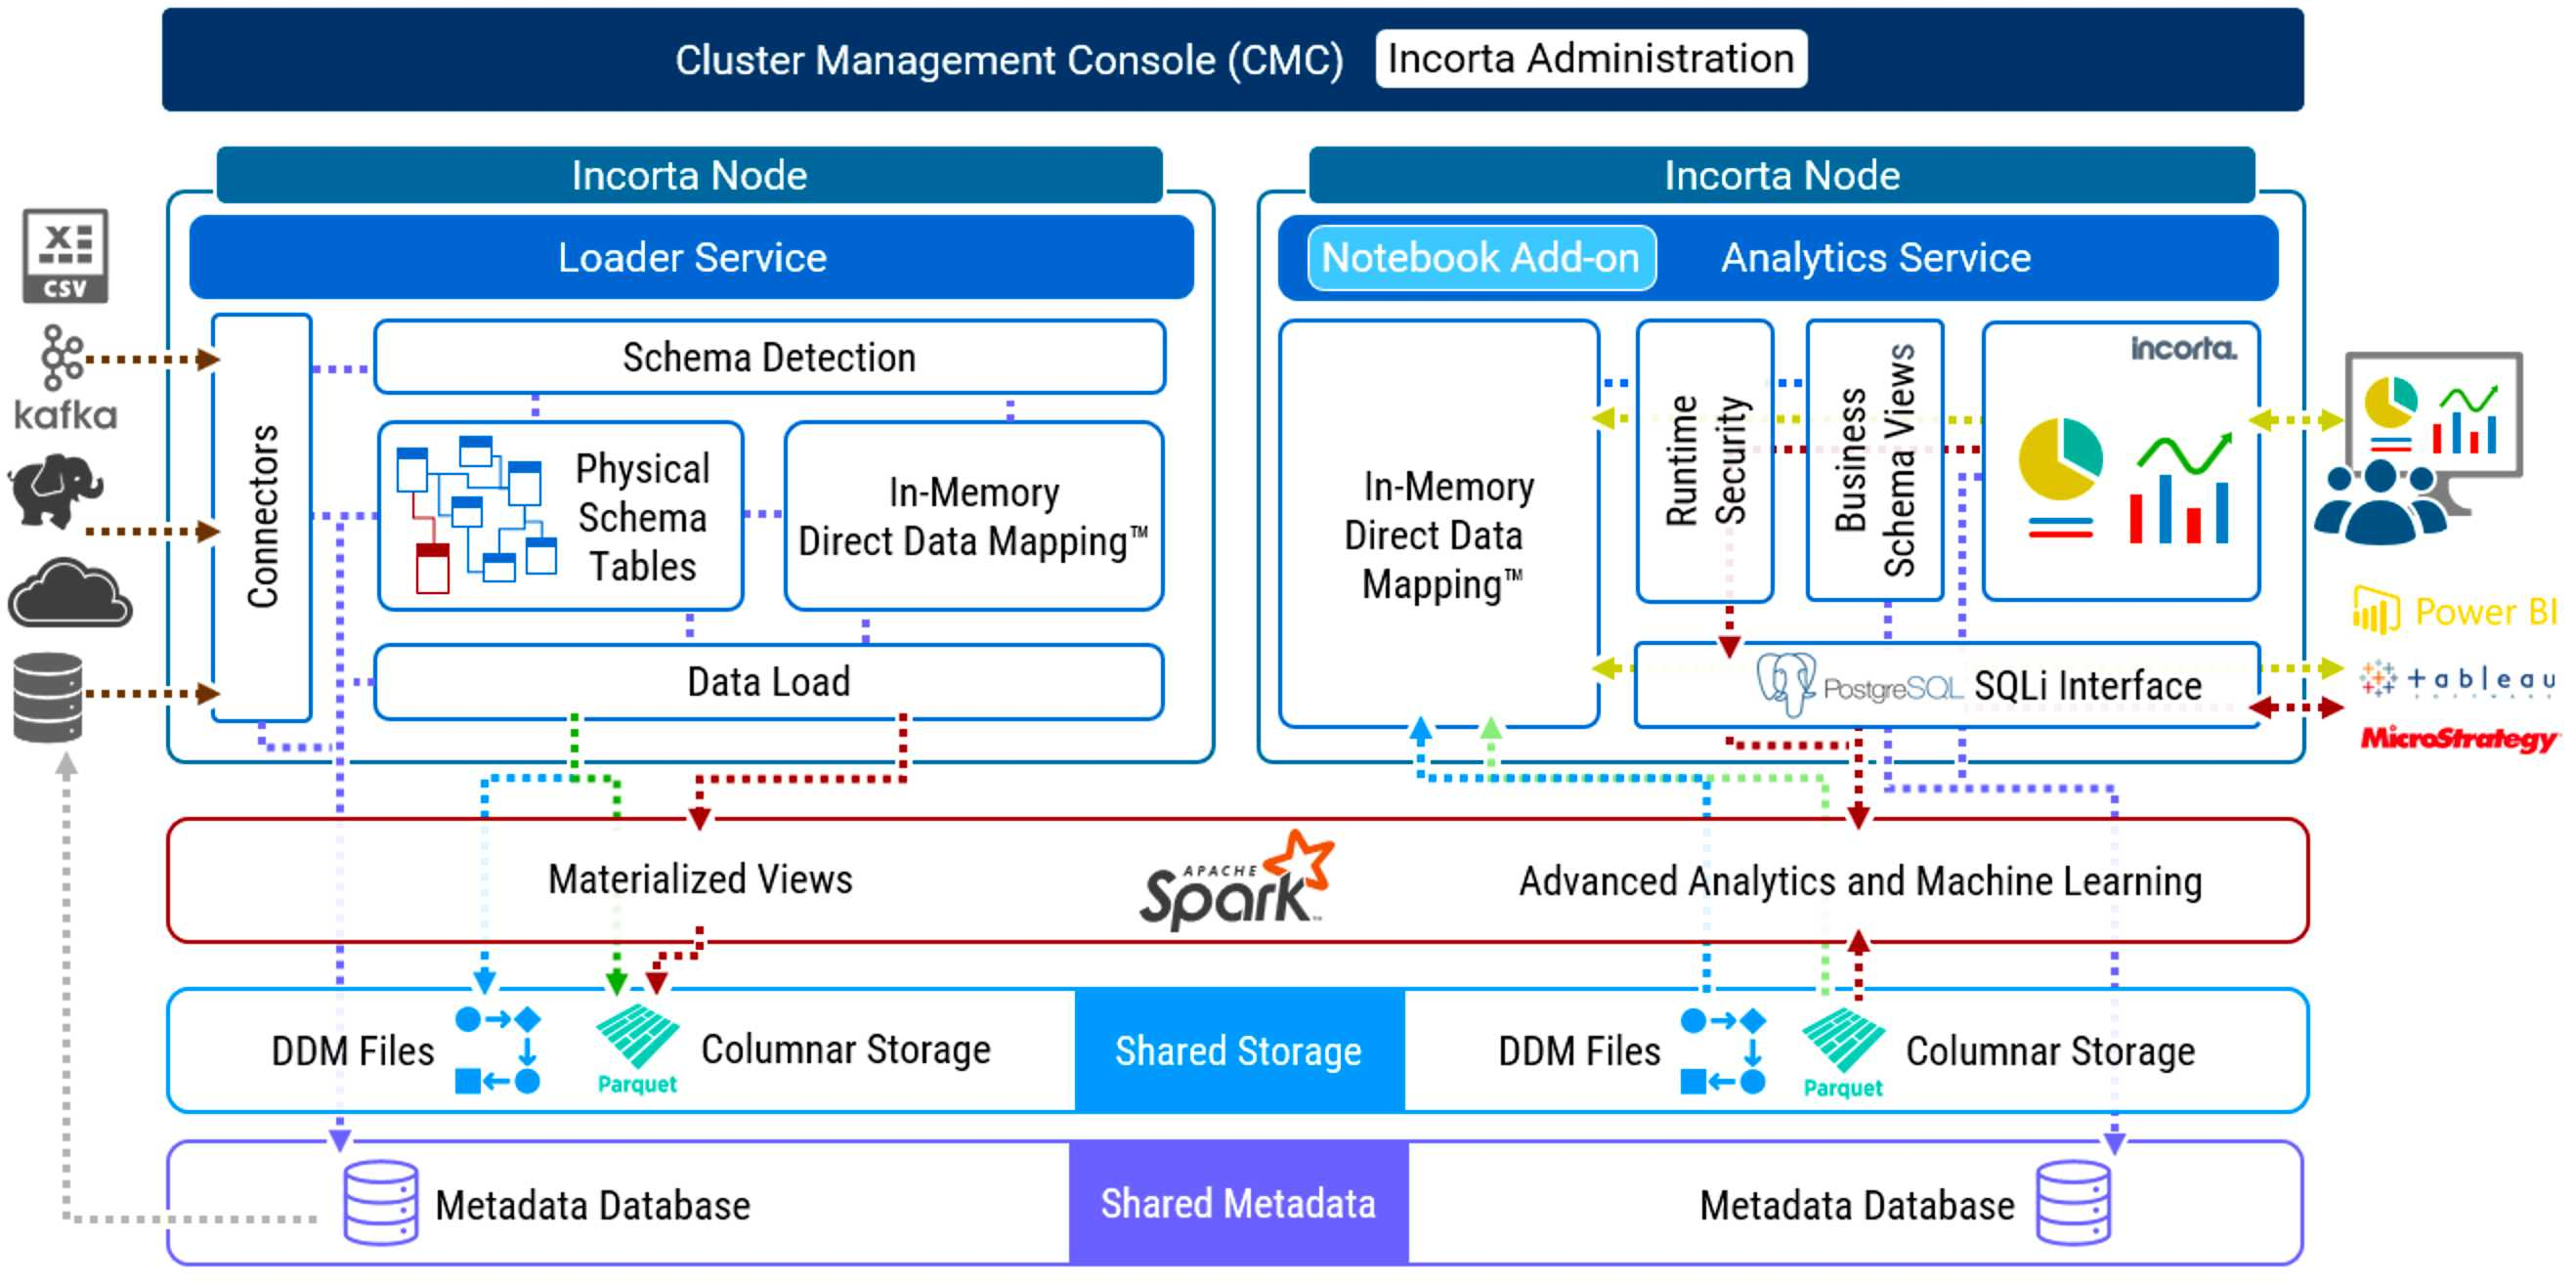 Cluster Management Console (CMC) Incorta Administration
Incorta Node
Loader Service
Connectors
Schema Detection
Physical
Schema
Tables
In-Memory
Direct Data Mapping™
Data Load
Incorta Node
Notebook Add-on Analytics Service
In-Memory
Direct Data
Mapping™
Runtime
Security
Business
Schema Views
incorta.
PostgreSQL SQLi Interface
X
CSV
kafka
Power BI
+ableau
MicroStrategy
Materialized Views
APACHE
Spark™
Advanced Analytics and Machine Learning
DDM Files
Parquet
Columnar Storage
Shared Storage
DDM Files
Parquet
Columnar Storage
Metadata Database
Shared Metadata
Metadata Database